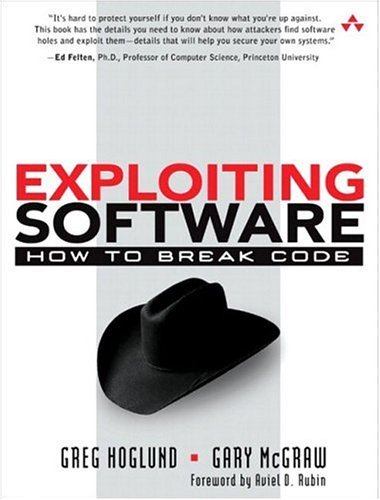 "It's hard to protect yourself if you don't know what you're up against.
This book has the details you need to know about how attackers find software
holes and exploit them—details that will help you secure your own systems."
—Ed Felten, Ph.D., Professor of Computer Science, Princeton University
EXPLOITING
SOFTWARE
HOW TO BREAK CODE
GREG HOGLUND ▪ GARY McGRAW
Foreword by Aviel D. Rubin